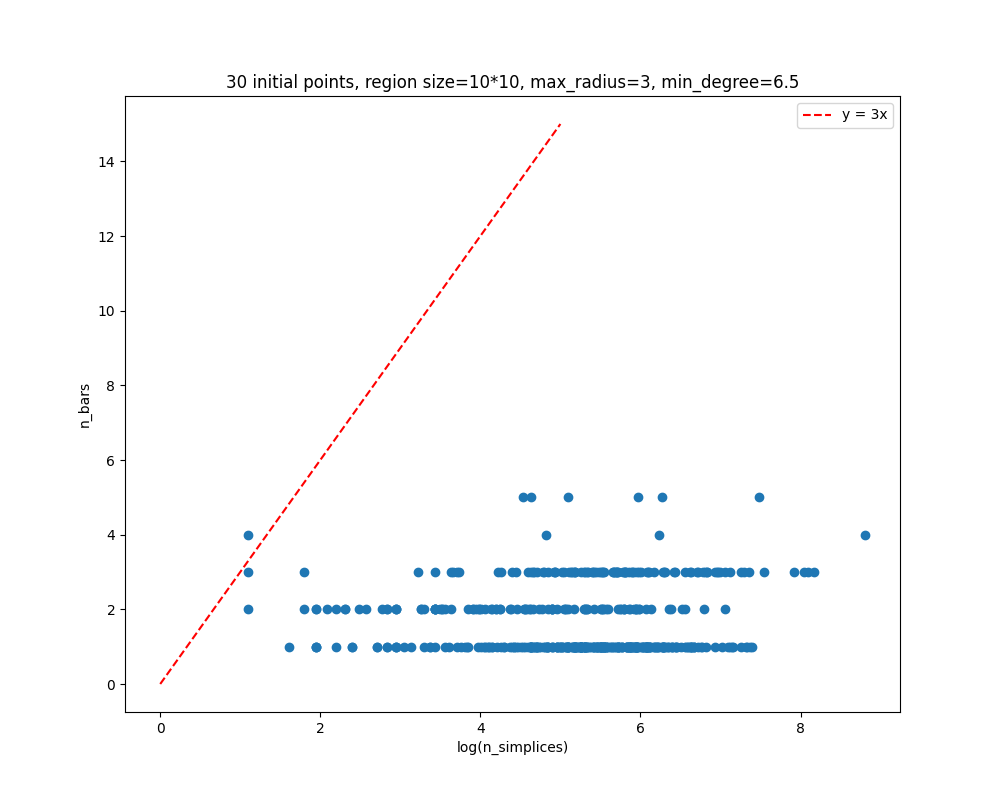 30 initial points, region size=10*10, max_radius=3, min_degree=6.5
y = 3x
14
12
10
8
6
4
2
0
n_bars
0 2 4 6 8
log(n_simplices)